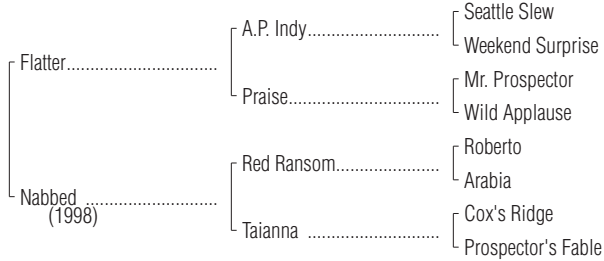 Seattle Slew
A.P. Indy
Weekend Surprise
Flatter
Mr. Prospector
Praise
Wild Applause
Roberto
Red Ransom
Arabia
Nabbed
(1998)
Cox's Ridge
Taianna
Prospector's Fable